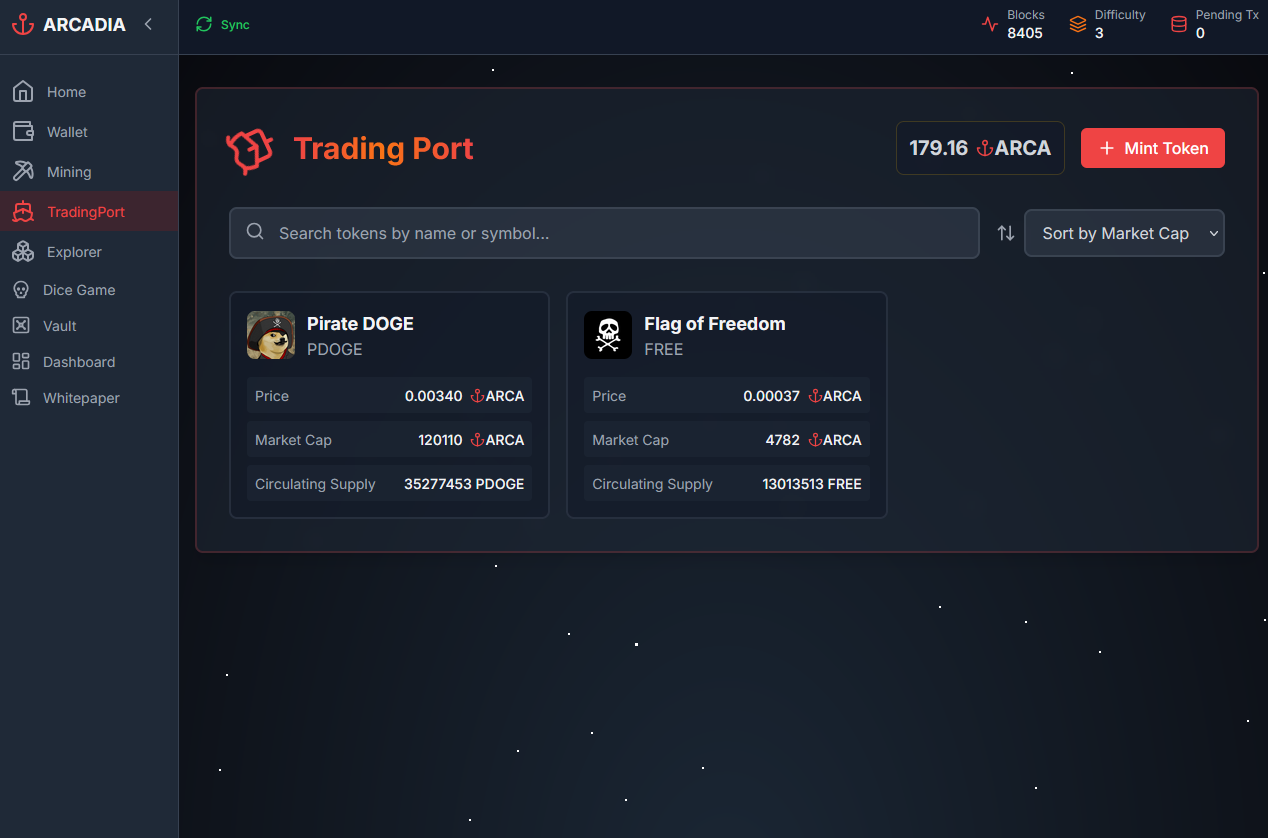 ARCADIA
Sync
Blocks
8405
Difficulty
3
Pending Tx
0
Home
Wallet
Mining
TradingPort
Explorer
Dice Game
Vault
Dashboard
Whitepaper
Trading Port
179.16 ARCA
Mint Token
Search tokens by name or symbol...
Sort by Market Cap
Pirate DOGE
PDOGE
Price 0.00340 ARCA
Market Cap 120110 ARCA
Circulating Supply 35277453 PDOGE
Flag of Freedom
FREE
Price 0.00037 ARCA
Market Cap 4782 ARCA
Circulating Supply 13013513 FREE